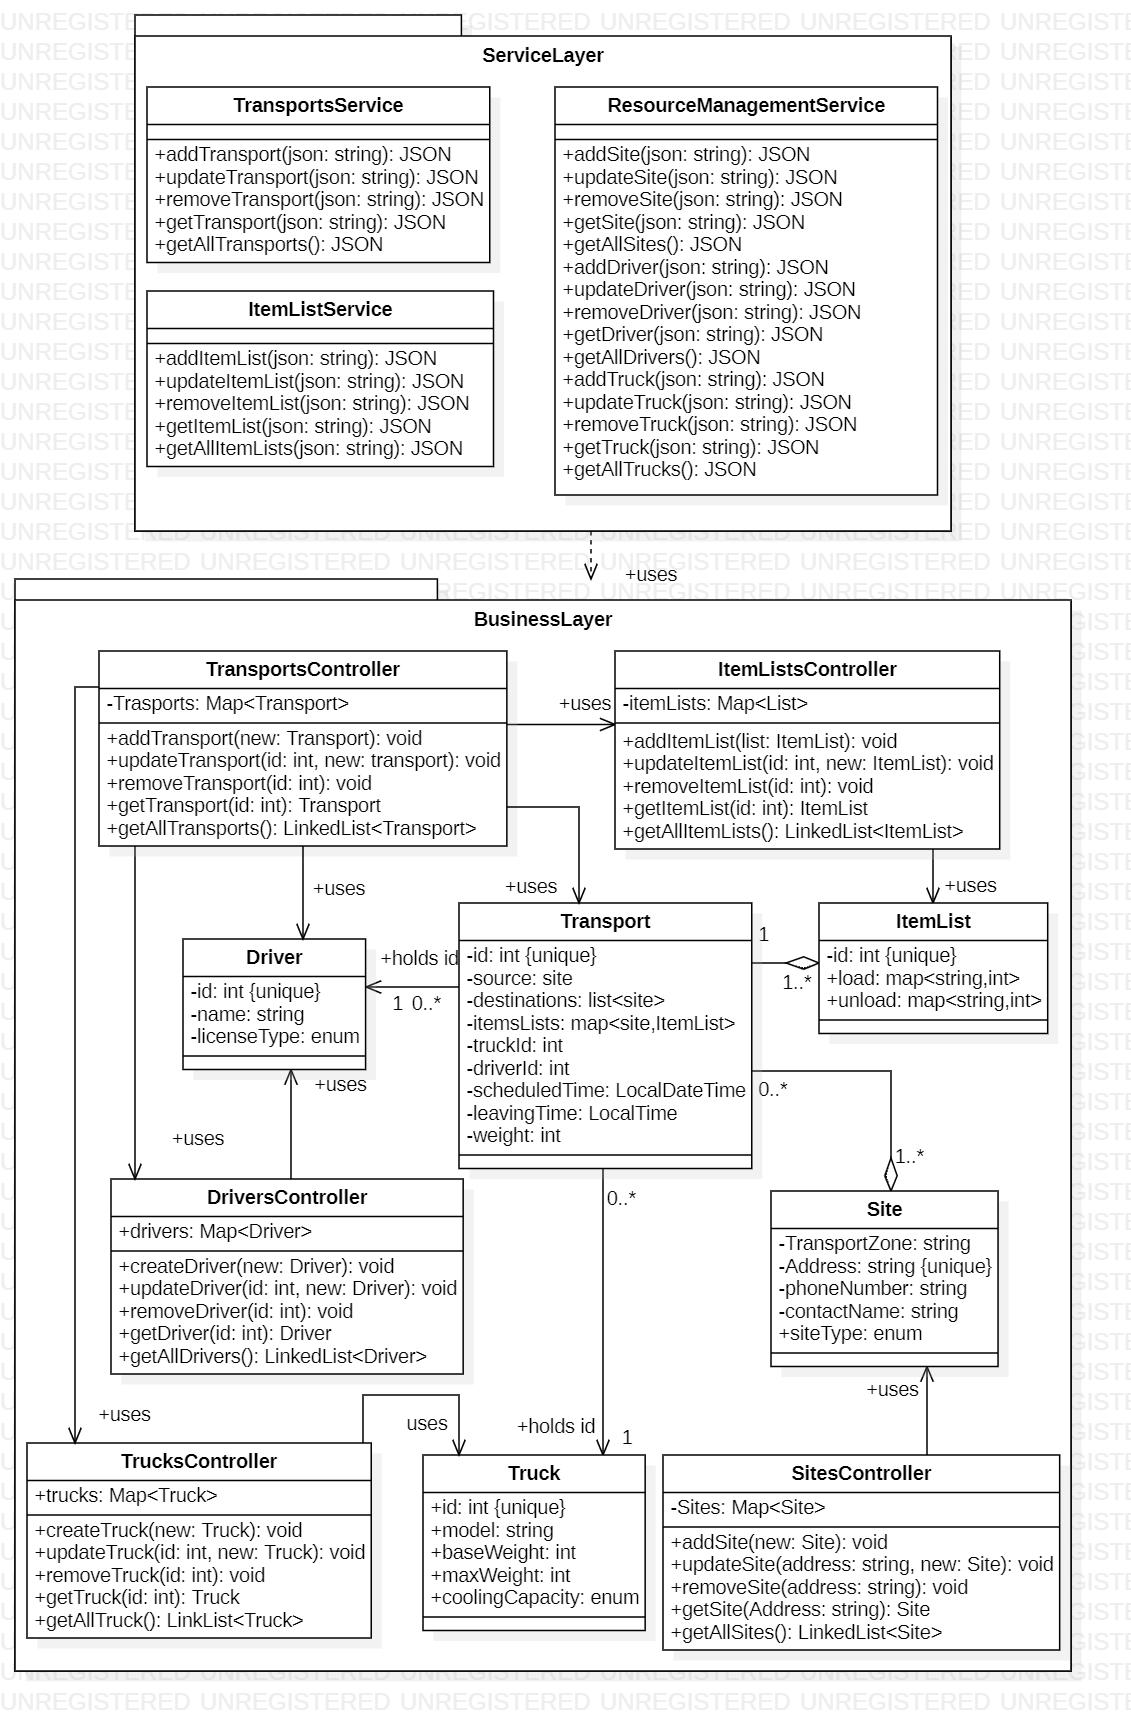 ServiceLayer
TransportsService
+addTransport(json: string): JSON
+updateTransport(json: string): JSON
+removeTransport(json: string): JSON
+getTransport(json: string): JSON
+getAllTransports(): JSON
ItemListService
+addItemList(json: string): JSON
+updateItemList(json: string): JSON
+removeItemList(json: string): JSON
+getItemList(json: string): JSON
+getAllItemLists(json: string): JSON
ResourceManagementService
+addSite(json: string): JSON
+updateSite(json: string): JSON
+removeSite(json: string): JSON
+getSite(json: string): JSON
+getAllSites(): JSON
+addDriver(json: string): JSON
+updateDriver(json: string): JSON
+removeDriver(json: string): JSON
+getDriver(json: string): JSON
+getAllDrivers(): JSON
+addTruck(json: string): JSON
+updateTruck(json: string): JSON
+removeTruck(json: string): JSON
+getTruck(json: string): JSON
+getAllTrucks(): JSON
+uses
BusinessLayer
TransportsController
-Trasports: Map<Transport>
+addTransport(new: Transport): void
+updateTransport(id: int, new: transport): void
+removeTransport(id: int): void
+getTransport(id: int): Transport
+getAllTransports(): LinkedList<Transport>
+uses
ItemListsController
-itemLists: Map<List>
+addItemList(list: ItemList): void
+updateItemList(id: int, new: ItemList): void
+removeItemList(id: int): void
+getItemList(id: int): ItemList
+getAllItemLists(): LinkedList<ItemList>
+uses
+uses
+uses
Driver
-id: int {unique}
-name: string
-licenseType: enum
+holds id
1 0..*
Transport
-id: int {unique}
-source: site
-destinations: list<site>
-itemsLists: map<site,ItemList>
-truckId: int
-driverId: int
-scheduledTime: LocalDateTime
-leavingTime: LocalTime
-weight: int
1
1..*
ItemList
-id: int {unique}
+load: map<string,int>
+unload: map<string,int>
+uses
0..*
+uses
1..*
0..*
DriversController
+drivers: Map<Driver>
+createDriver(new: Driver): void
+updateDriver(id: int, new: Driver): void
+removeDriver(id: int): void
+getDriver(id: int): Driver
+getAllDrivers(): LinkedList<Driver>
Site
-TransportZone: string
-Address: string {unique}
-phoneNumber: string
-contactName: string
+siteType: enum
+uses
+uses
uses
+holds id
1
TrucksController
+trucks: Map<Truck>
+createTruck(new: Truck): void
+updateTruck(id: int, new: Truck): void
+removeTruck(id: int): void
+getTruck(id: int): Truck
+getAllTruck(): LinkList<Truck>
Truck
+id: int {unique}
+model: string
+baseWeight: int
+maxWeight: int
+coolingCapacity: enum
SitesController
-Sites: Map<Site>
+addSite(new: Site): void
+updateSite(address: string, new: Site): void
+removeSite(address: string): void
+getSite(Address: string): Site
+getAllSites(): LinkedList<Site>
UNREGISTERED UNREGISTERED UNREGISTERED UNREGISTERED UNREGISTERED